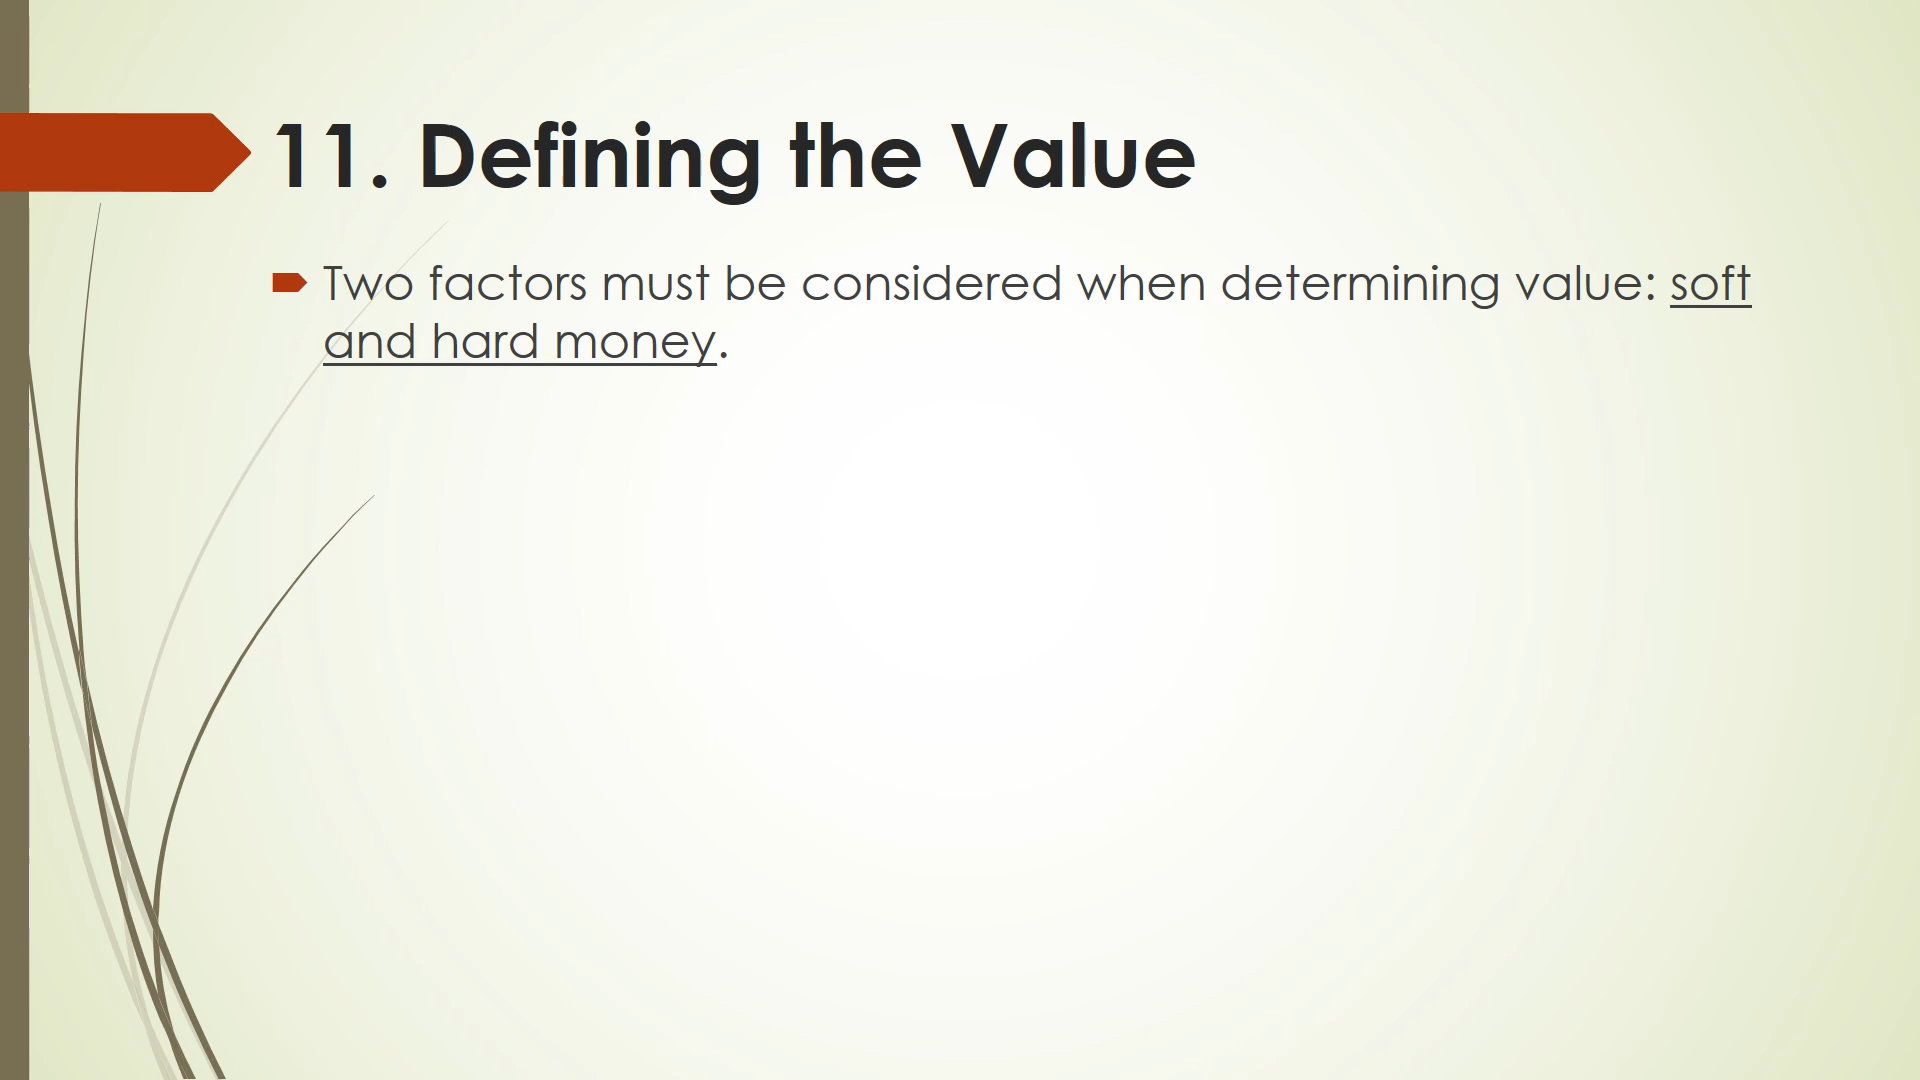 11. Defining the Value
Two factors must be considered when determining value: soft
and hard money.